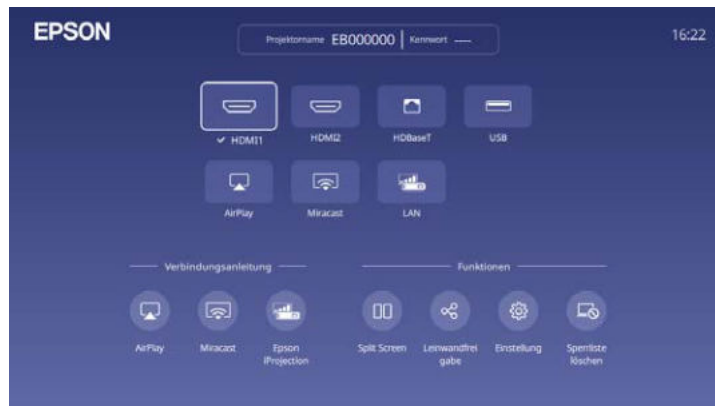 EPSON
Projektorname EB000000 | Kennwort ----
16:22
HDMI1
HDMI2
HDBaseT
USB
AirPlay
Miracast
LAN
Verbindungsanleitung
Funktionen
AirPlay
Miracast
Epson
iProjection
Split Screen
Leinwandfrei
gabe
Einstellung
Sperrliste
löschen